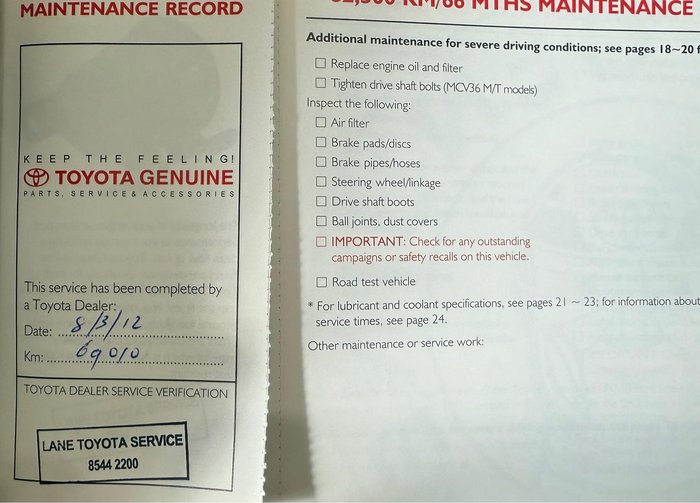 MAINTENANCE RECORD
KEEP THE FEELING!
TOYOTA GENUINE
PARTS, SERVICE & ACCESSORIES
This service has been completed by
a Toyota Dealer:
Date: 8/3/12
Km: 69010
TOYOTA DEALER SERVICE VERIFICATION
LANE TOYOTA SERVICE
8544 2200
KM/66 MTHS MAINTENANCE
Additional maintenance for severe driving conditions; see pages 18~20 f
Replace engine oil and filter
Tighten drive shaft bolts (MCV36 M/T models)
Inspect the following:
Air filter
Brake pads/discs
Brake pipes/hoses
Steering wheel/linkage
Drive shaft boots
Ball joints, dust covers
IMPORTANT: Check for any outstanding
campaigns or safety recalls on this vehicle.
Road test vehicle
* For lubricant and coolant specifications, see pages 21 ~ 23; for information about
service times, see page 24.
Other maintenance or service work: